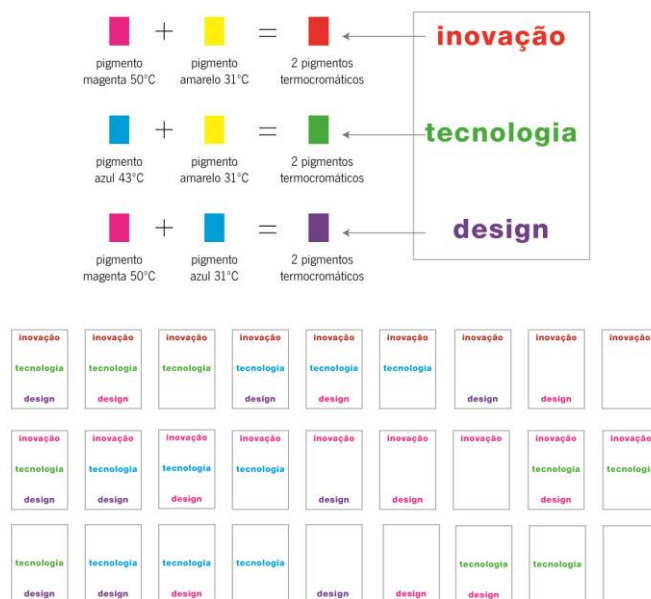 + = inovação
pigmento pigmento 2 pigmentos
magenta 50°C amarelo 31°C termocromáticos
+ = tecnologia
pigmento pigmento 2 pigmentos
azul 43°C amarelo 31°C termocromáticos
+ = design
pigmento pigmento 2 pigmentos
magenta 50°C azul 31°C termocromáticos
inovação inovação inovação inovação inovação inovação inovação inovação inovação
tecnologia tecnologia tecnologia tecnologia tecnologia tecnologia
design design design design design design
inovação inovação inovação inovação inovação inovação inovação inovação inovação
tecnologia tecnologia tecnologia tecnologia tecnologia tecnologia
design design design design design design
tecnologia tecnologia tecnologia tecnologia tecnologia tecnologia
design design design design design design